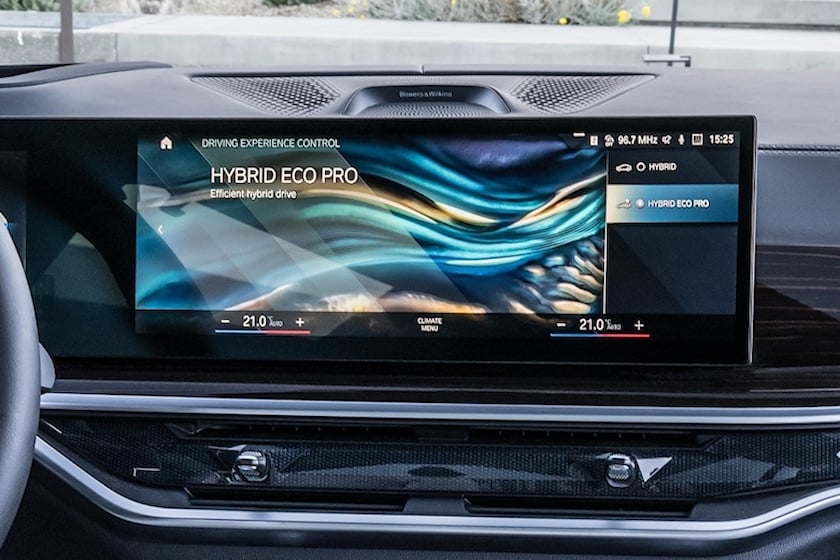 Bowers & Wilkins
DRIVING EXPERIENCE CONTROL
96.7 MHz 15:25
HYBRID ECO PRO
Efficient hybrid drive
HYBRID
HYBRID ECO PRO
− 21.0 °C AUTO +
CLIMATE
MENU
− 21.0 °C AUTO +